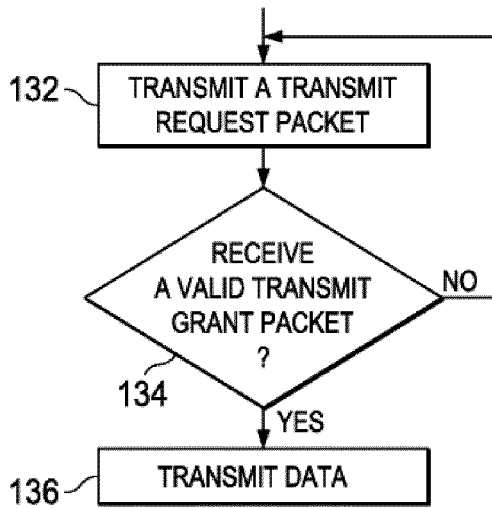 132
TRANSMIT A TRANSMIT
REQUEST PACKET
RECEIVE
A VALID TRANSMIT
GRANT PACKET
?
NO
134
YES
136
TRANSMIT DATA